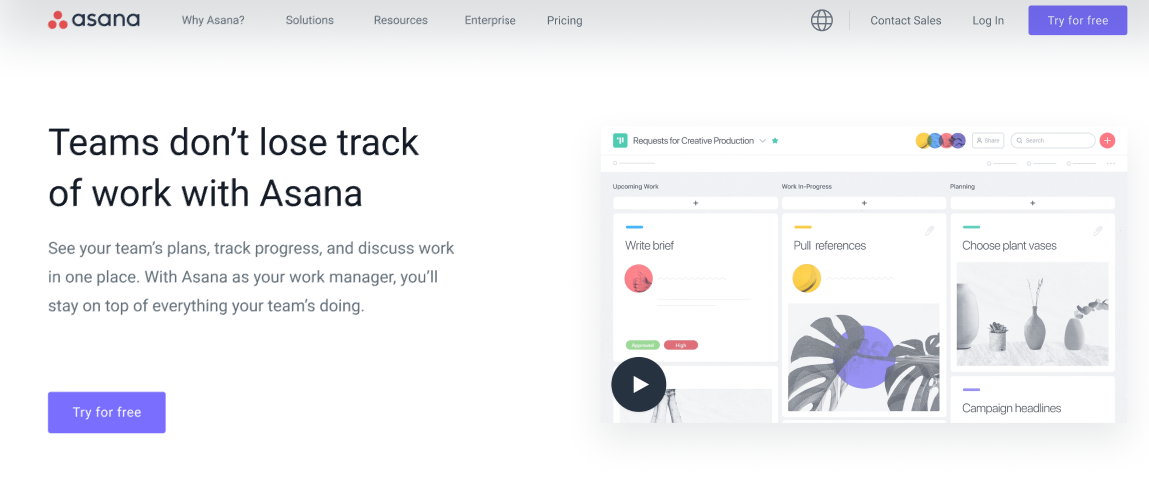 asana
Why Asana?
Solutions
Resources
Enterprise
Pricing
Contact Sales
Log In
Try for free
Teams don’t lose track
of work with Asana
See your team’s plans, track progress, and discuss work
in one place. With Asana as your work manager, you’ll
stay on top of everything your team’s doing.
Try for free
Requests for Creative Production
Share
Search
Upcoming Work
Work In-Progress
Planning
Write brief
Pull references
Choose plant vases
Approved
High
Campaign headlines